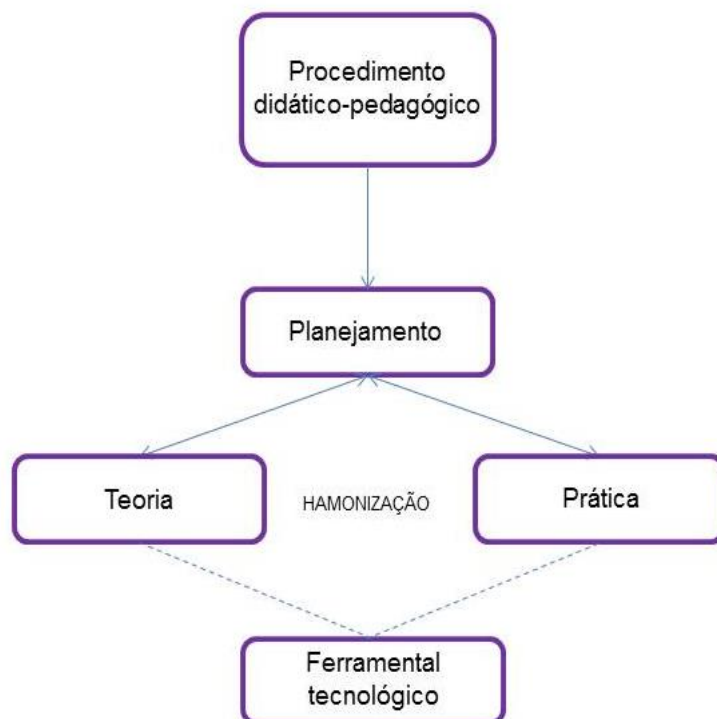 Procedimento
didático-pedagógico
Planejamento
Teoria
HAMONIZAÇÃO
Prática
Ferramental
tecnológico